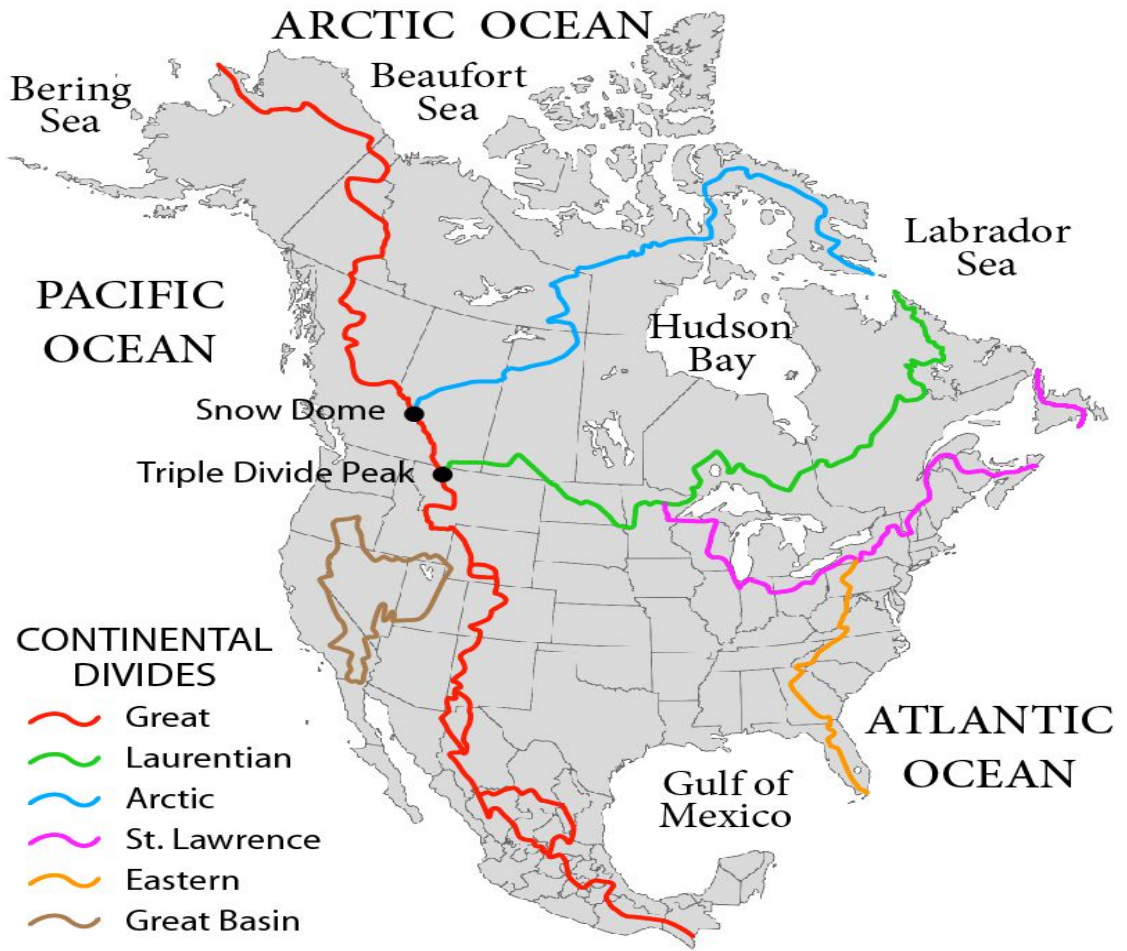 ARCTIC OCEAN
Bering
Sea
Beaufort
Sea
Labrador
Sea
PACIFIC
OCEAN
Hudson
Bay
Snow Dome
Triple Divide Peak
CONTINENTAL
DIVIDES
Great
Laurentian
Arctic
St. Lawrence
Eastern
Great Basin
Gulf of
Mexico
ATLANTIC
OCEAN